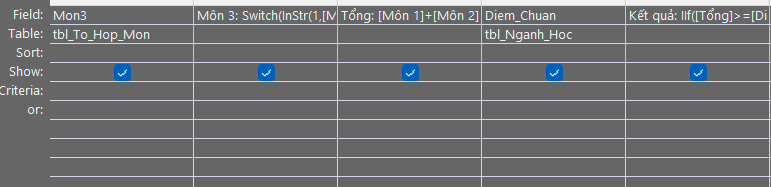 Field: Mon3 Môn 3: Switch(InStr(1,[M Tổng: [Môn 1]+[Môn 2] Diem_Chuan Kết quả: IIf([Tổng]>=[Di
Table: tbl_To_Hop_Mon tbl_Nganh_Hoc
Sort:
Show:
Criteria:
or: